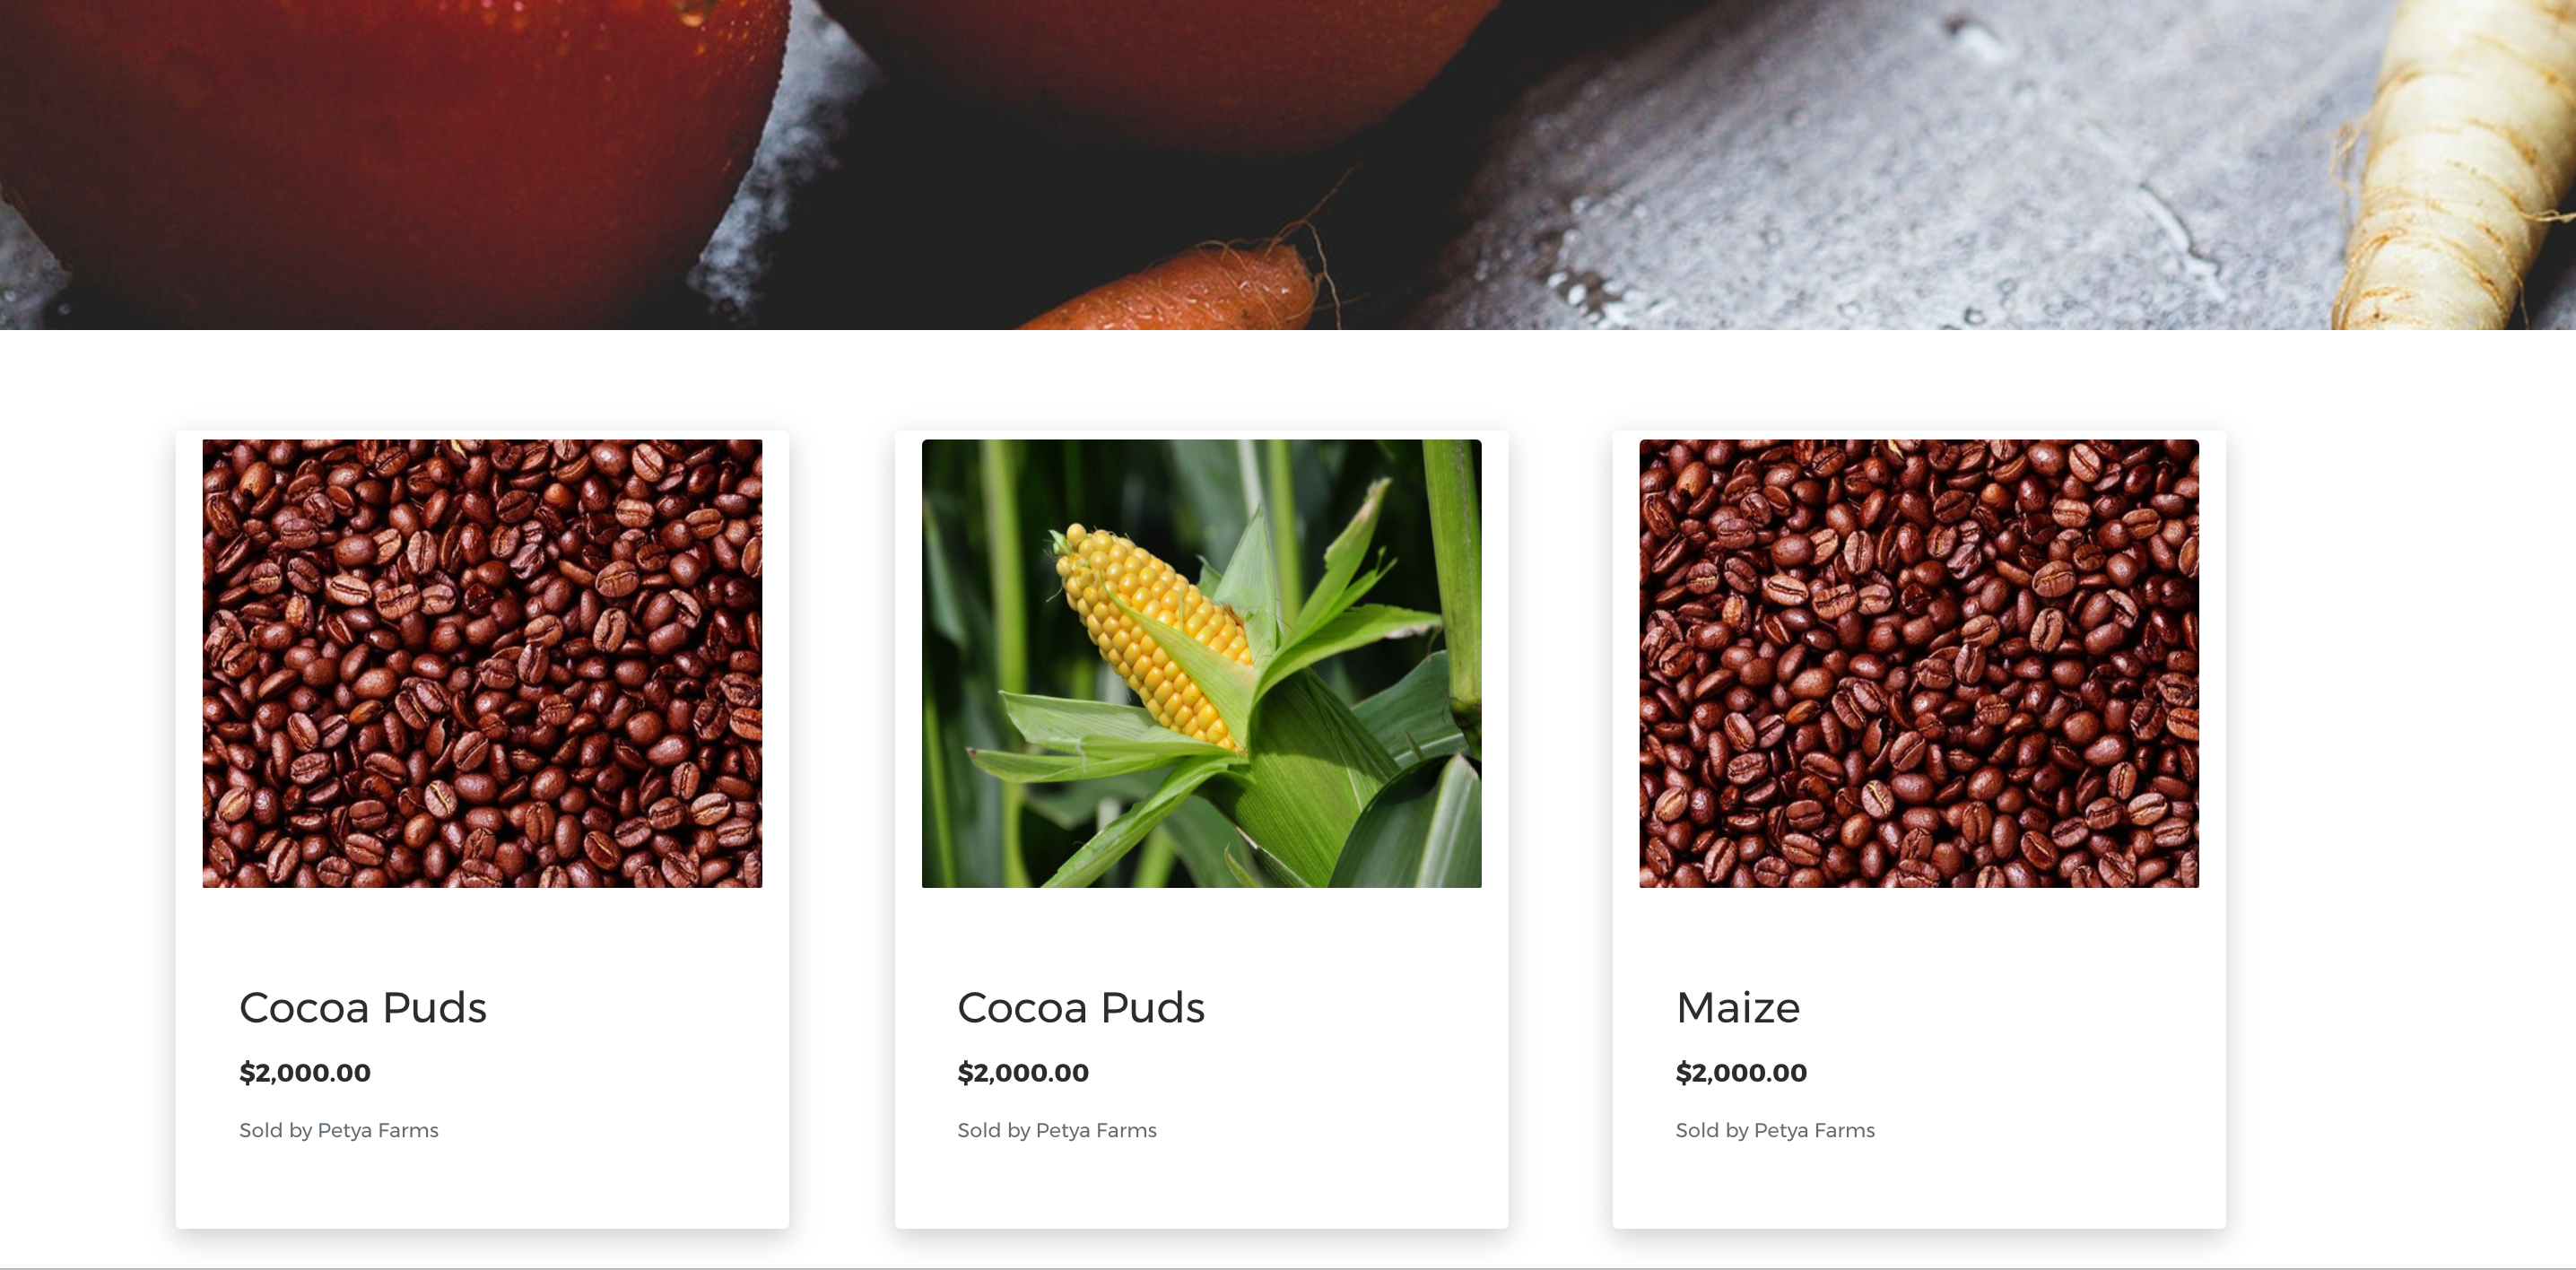 Cocoa Puds
$2,000.00
Sold by Petya Farms
Cocoa Puds
$2,000.00
Sold by Petya Farms
Maize
$2,000.00
Sold by Petya Farms